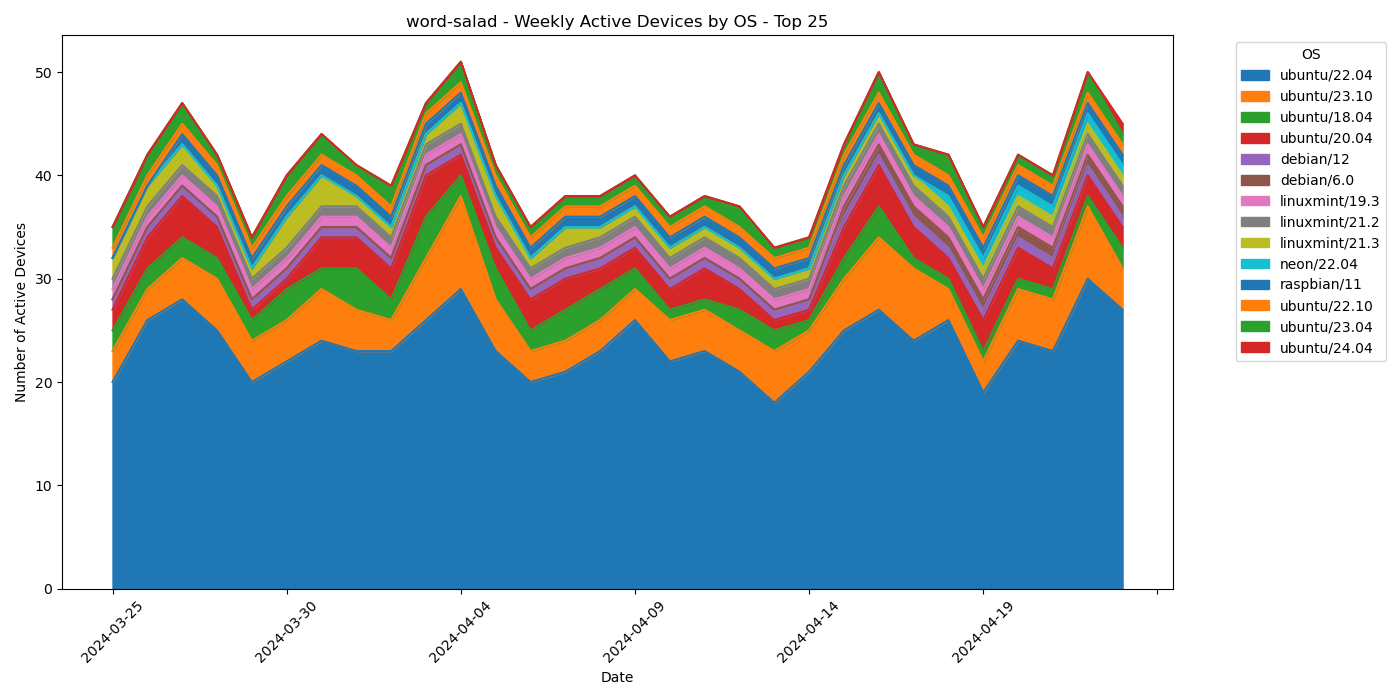 word-salad - Weekly Active Devices by OS - Top 25
Number of Active Devices
50
40
30
20
10
0
2024-03-25
2024-03-30
2024-04-04
2024-04-09
2024-04-14
2024-04-19
Date
OS
ubuntu/22.04
ubuntu/23.10
ubuntu/18.04
ubuntu/20.04
debian/12
debian/6.0
linuxmint/19.3
linuxmint/21.2
linuxmint/21.3
neon/22.04
raspbian/11
ubuntu/22.10
ubuntu/23.04
ubuntu/24.04